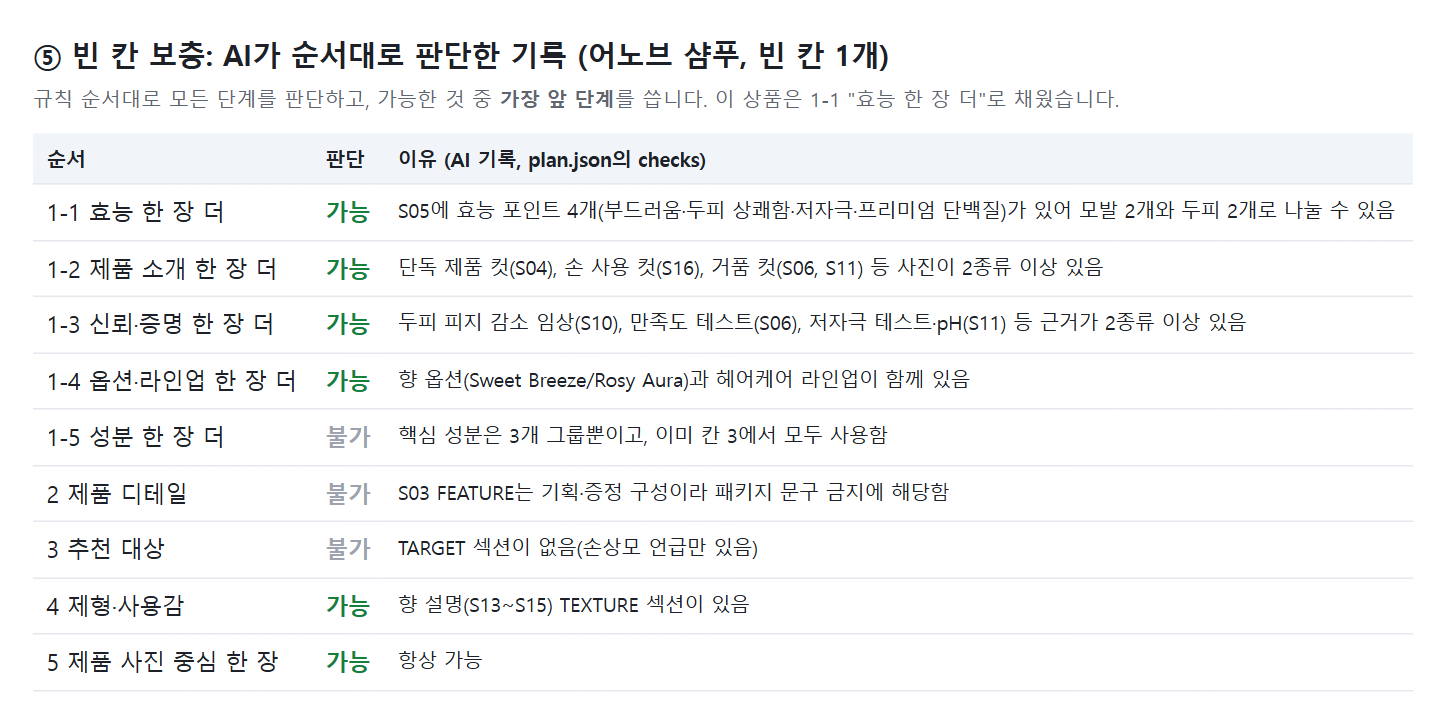 ⑤ 빈 칸 보충: AI가 순서대로 판단한 기록 (어노브 샴푸, 빈 칸 1개)
규칙 순서대로 모든 단계를 판단하고, 가능한 것 중 가장 앞 단계를 씁니다. 이 상품은 1-1 "효능 한 장 더"로 채웠습니다.
순서 판단 이유 (AI 기록, plan.json의 checks)
1-1 효능 한 장 더 가능 S05에 효능 포인트 4개(부드러움·두피 상쾌함·저자극·프리미엄 단백질)가 있어 모발 2개와 두피 2개로 나눌 수 있음
1-2 제품 소개 한 장 더 가능 단독 제품 컷(S04), 손 사용 컷(S16), 거품 컷(S06, S11) 등 사진이 2종류 이상 있음
1-3 신뢰·증명 한 장 더 가능 두피 피지 감소 임상(S10), 만족도 테스트(S06), 저자극 테스트·pH(S11) 등 근거가 2종류 이상 있음
1-4 옵션·라인업 한 장 더 가능 향 옵션(Sweet Breeze/Rosy Aura)과 헤어케어 라인업이 함께 있음
1-5 성분 한 장 더 불가 핵심 성분은 3개 그룹뿐이고, 이미 칸 3에서 모두 사용함
2 제품 디테일 불가 S03 FEATURE는 기획·증정 구성이라 패키지 문구 금지에 해당함
3 추천 대상 불가 TARGET 섹션이 없음(손상모 언급만 있음)
4 제형·사용감 가능 향 설명(S13~S15) TEXTURE 섹션이 있음
5 제품 사진 중심 한 장 가능 항상 가능